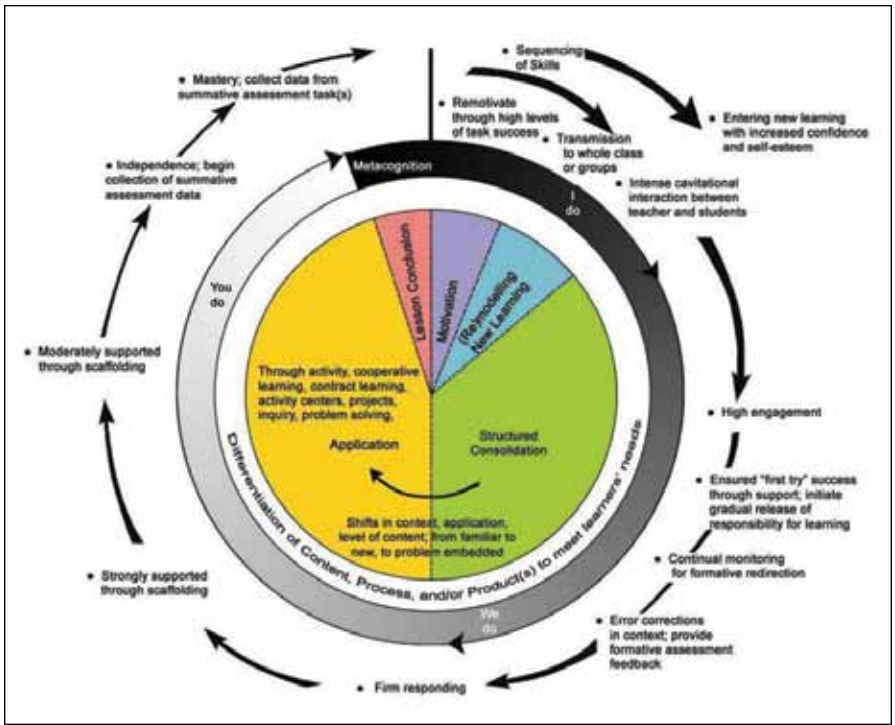 Sequencing
of Skills
Mastery; collect data from
summative assessment task(s)
Remotivate
through high levels
of task success
Entering new learning
with increased confidence
and self-esteem
Transmission
to whole class
or groups
Independence; begin
collection of summative
assessment data
Metacognition
Intense cavitational
interaction between
teacher and students
I
do
You
do
Lesson Conclusion
Motivation
(Re)modelling
New Learning
Moderately supported
through scaffolding
Through activity, cooperative
learning, contract learning,
activity centers, projects,
inquiry, problem solving,
Application
Structured
Consolidation
High engagement
Ensured "first try" success
through support; initiate
gradual release of
responsibility for learning
Shifts in context, application,
level of content; from familiar to
new, to problem embedded
Differentiation of Content, Process, and/or Product(s) to meet learners' needs
Continual monitoring
for formative redirection
Strongly supported
through scaffolding
We
do
Error corrections
in context; provide
formative assessment
feedback
Firm responding